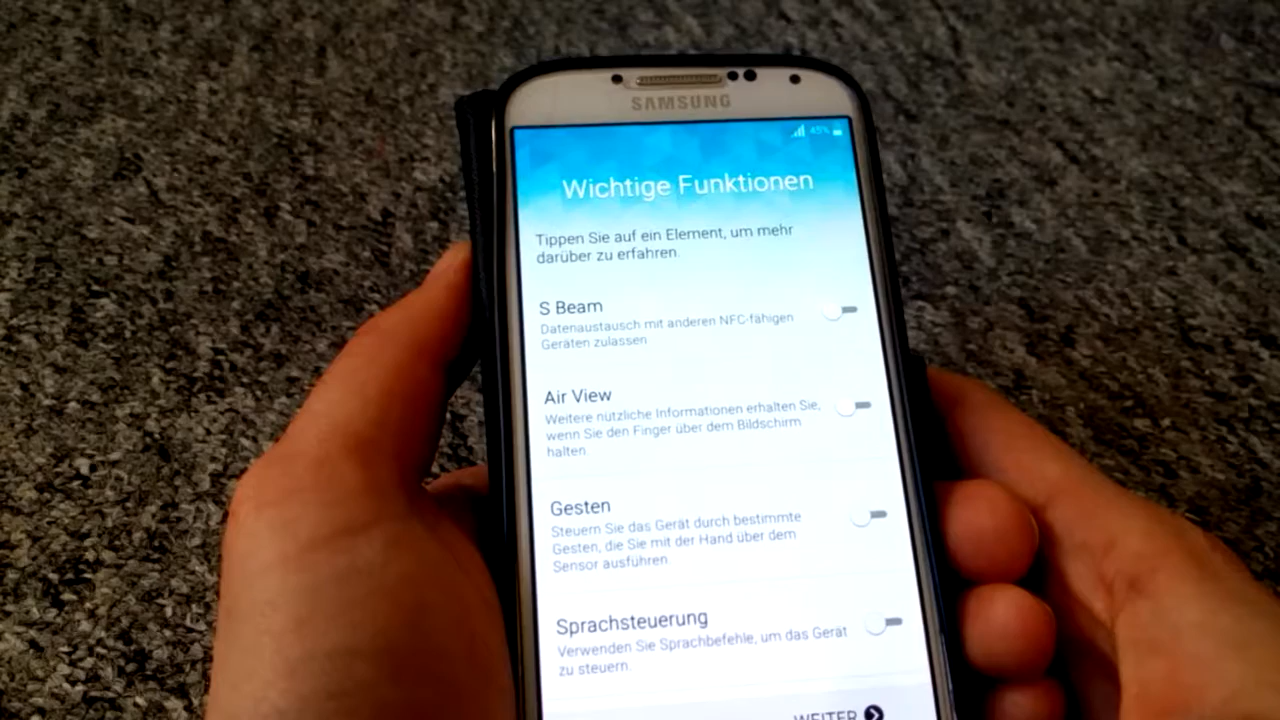 SAMSUNG
45%
Wichtige Funktionen
Tippen Sie auf ein Element, um mehr
darüber zu erfahren.
S Beam
Datenaustausch mit anderen NFC-fähigen
Geräten zulassen
Air View
Weitere nützliche Informationen erhalten Sie,
wenn Sie den Finger über dem Bildschirm
halten
Gesten
Steuern Sie das Gerät durch bestimmte
Gesten, die Sie mit der Hand über dem
Sensor ausführen
Sprachsteuerung
Verwenden Sie Sprachbefehle, um das Gerät
zu steuern.
WEITER